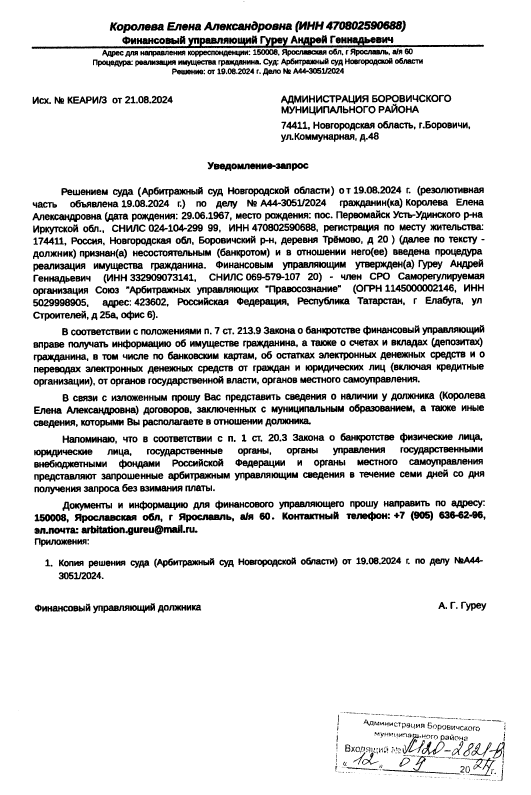 Королева Елена Александровна (ИНН 470802590688)
Финансовый управляющий Гуреу Андрей Геннадьевич
Адрес для направления корреспонденции: 150008, Ярославская обл, г Ярославль, а/я 60
Процедура: реализация имущества гражданина. Суд: Арбитражный суд Новгородской области
Решение: от 19.08.2024 г. Дело № А44-3051/2024
Исх. № КЕАРИ/3 от 21.08.2024
АДМИНИСТРАЦИЯ БОРОВИЧСКОГО
МУНИЦИПАЛЬНОГО РАЙОНА
74411, Новгородская область, г.Боровичи,
ул.Коммунарная, д.48
Уведомление-запрос
Решением суда (Арбитражный суд Новгородской области) от 19.08.2024 г. (резолютивная
часть объявлена 19.08.2024 г.) по делу № А44-3051/2024 гражданин(ка) Королева Елена
Александровна (дата рождения: 29.06.1967, место рождения: пос. Первомайск Усть-Удинского р-на
Иркутской обл., СНИЛС 024-104-299 99, ИНН 470802590688, регистрация по месту жительства:
174411, Россия, Новгородская обл, Боровичский р-н, деревня Трёмово, д 20 ) (далее по тексту -
должник) признан(а) несостоятельным (банкротом) и в отношении него(ее) введена процедура
реализация имущества гражданина. Финансовым управляющим утвержден(а) Гуреу Андрей
Геннадьевич (ИНН 332909073141, СНИЛС 069-579-107 20) - член СРО Саморегулируемая
организация Союз "Арбитражных управляющих "Правосознание" (ОГРН 1145000002146, ИНН
5029998905, адрес: 423602, Российская Федерация, Республика Татарстан, г Елабуга, ул
Строителей, д 25а, офис 6).
В соответствии с положениями п. 7 ст. 213.9 Закона о банкротстве финансовый управляющий
вправе получать информацию об имуществе гражданина, а также о счетах и вкладах (депозитах)
гражданина, в том числе по банковским картам, об остатках электронных денежных средств и о
переводах электронных денежных средств от граждан и юридических лиц (включая кредитные
организации), от органов государственной власти, органов местного самоуправления.
В связи с изложенным прошу Вас представить сведения о наличии у должника (Королева
Елена Александровна) договоров, заключенных с муниципальным образованием, а также иные
сведения, которыми Вы располагаете в отношении должника.
Напоминаю, что в соответствии с п. 1 ст. 20,3 Закона о банкротстве физические лица,
юридические лица, государственные органы, органы управления государственными
внебюджетными фондами Российской Федерации и органы местного самоуправления
представляют запрошенные арбитражным управляющим сведения в течение семи дней со дня
получения запроса без взимания платы.
Документы и информацию для финансового управляющего прошу направить по адресу:
150008, Ярославская обл, г Ярославль, а/я 60. Контактный телефон: +7 (905) 636-62-96,
эл.почта: arbitation.gureu@mail.ru.
Приложения:
1. Копия решения суда (Арбитражный суд Новгородской области) от 19.08.2024 г. по делу №А44-
3051/2024.
Финансовый управляющий должника
А. Г. Гуреу
Администрация Боровичского
муниципального района
Входящий № 2821-В
" 12 " 09 2024г.